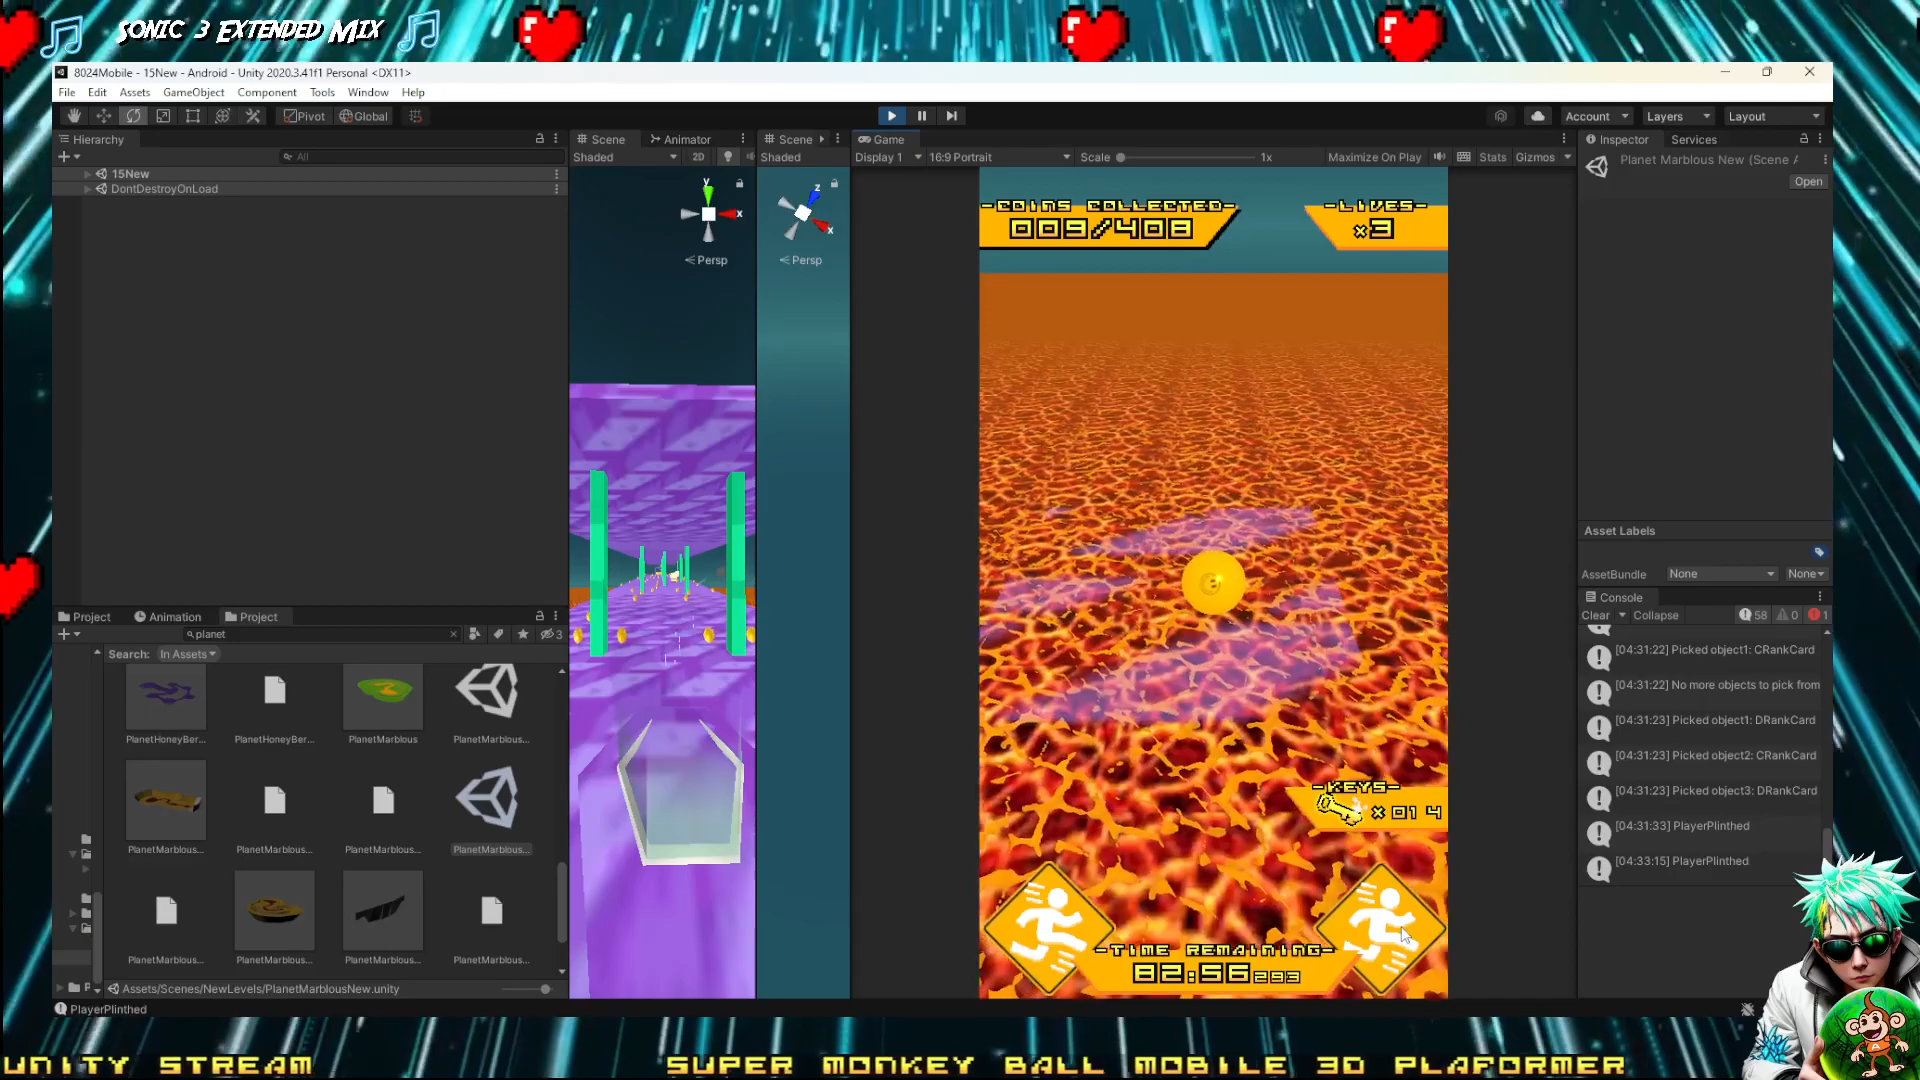 Sonic 3 Extended Mix
8024Mobile - 15New - Android - Unity 2020.3.41f1 Personal <DX11>
File Edit Assets GameObject Component Tools Window Help
Pivot Global
Account Layers Layout
Hierarchy
All
15New
DontDestroyOnLoad
Scene Animator
Shaded 2D
Scene
Shaded
Game
Display 1 16:9 Portrait Scale 1x Maximize On Play Stats Gizmos
Inspector Services
Planet Marblous New (Scene A
Open
y
x
Persp
z
x
Persp
-COINS COLLECTED-
009/408
-LIVES-
×3
-KEYS-
×01 4
-TIME REMAINING-
82:56293
Asset Labels
AssetBundle None None
Console
Clear Collapse 58 0 1
[04:31:22] Picked object1: CRankCard
[04:31:22] No more objects to pick from
[04:31:23] Picked object1: DRankCard
[04:31:23] Picked object2: CRankCard
[04:31:23] Picked object3: DRankCard
[04:31:33] PlayerPlinthed
[04:33:15] PlayerPlinthed
Project Animation Project
planet
3
Search: In Assets
PlanetHoneyBer... PlanetHoneyBer... PlanetMarblous PlanetMarblous...
PlanetMarblous... PlanetMarblous... PlanetMarblous... PlanetMarblous...
PlanetMarblous... PlanetMarblous... PlanetMarblous... PlanetMarblous...
P
Assets/Scenes/NewLevels/PlanetMarblousNew.unity
PlayerPlinthed
UNITY STREAM
SUPER MONKEY BALL MOBILE 3D PLAFORMER